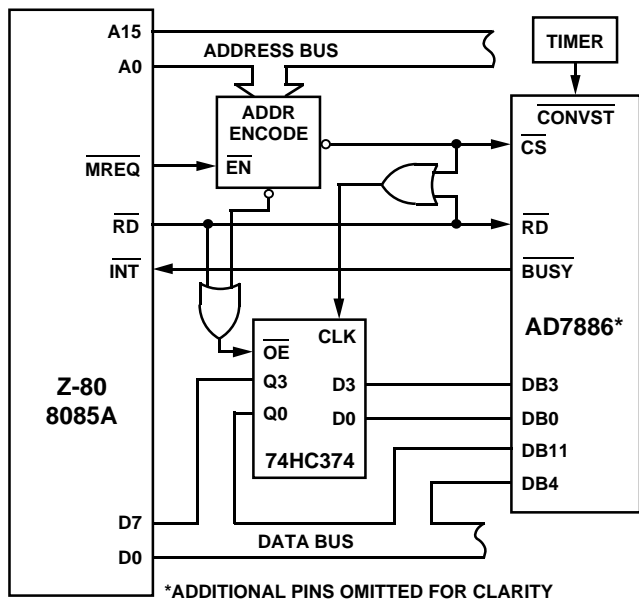 A15
ADDRESS BUS
A0
TIMER
ADDR
ENCODE
CONVST
CS
MREQ
EN
RD
RD
INT
BUSY
CLK
OE
AD7886*
Z-80
8085A
Q3
D3
DB3
Q0
D0
DB0
DB11
74HC374
DB4
D7
DATA BUS
D0
*ADDITIONAL PINS OMITTED FOR CLARITY